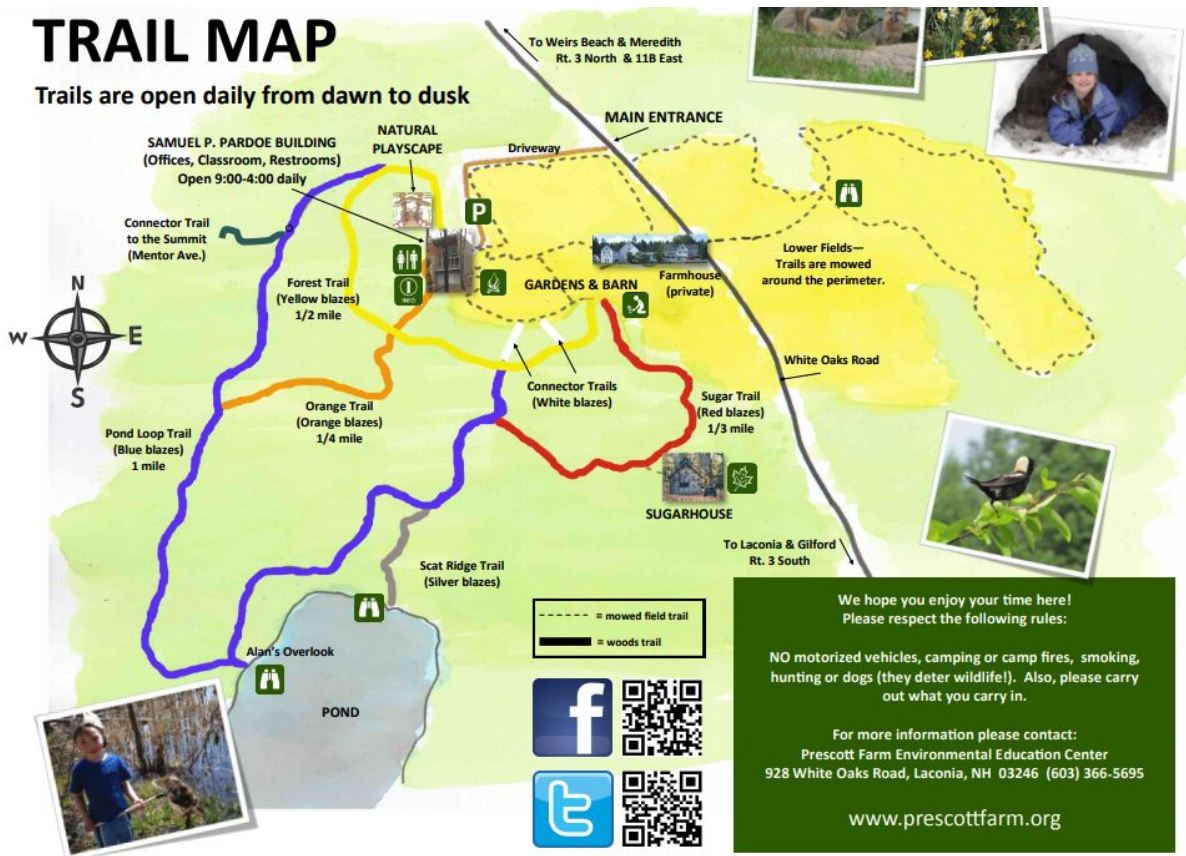 TRAIL MAP
Trails are open daily from dawn to dusk
To Weirs Beach & Meredith
Rt. 3 North & 11B East
MAIN ENTRANCE
Driveway
NATURAL
PLAYSCAPE
SAMUEL P. PARDOE BUILDING
(Offices, Classroom, Restrooms)
Open 9:00-4:00 daily
P
Connector Trail
to the Summit
(Mentor Ave.)
N
W
E
S
Forest Trail
(Yellow blazes)
1/2 mile
INFO
GARDENS & BARN
Farmhouse
(private)
Lower Fields—
Trails are mowed
around the perimeter.
White Oaks Road
Connector Trails
(White blazes)
Orange Trail
(Orange blazes)
1/4 mile
Sugar Trail
(Red blazes)
1/3 mile
Pond Loop Trail
(Blue blazes)
1 mile
SUGARHOUSE
To Laconia & Gilford
Rt. 3 South
Scat Ridge Trail
(Silver blazes)
Alan's Overlook
POND
= mowed field trail
= woods trail
f
t
We hope you enjoy your time here!
Please respect the following rules:
NO motorized vehicles, camping or camp fires, smoking,
hunting or dogs (they deter wildlife!). Also, please carry
out what you carry in.
For more information please contact:
Prescott Farm Environmental Education Center
928 White Oaks Road, Laconia, NH 03246 (603) 366-5695
www.prescottfarm.org